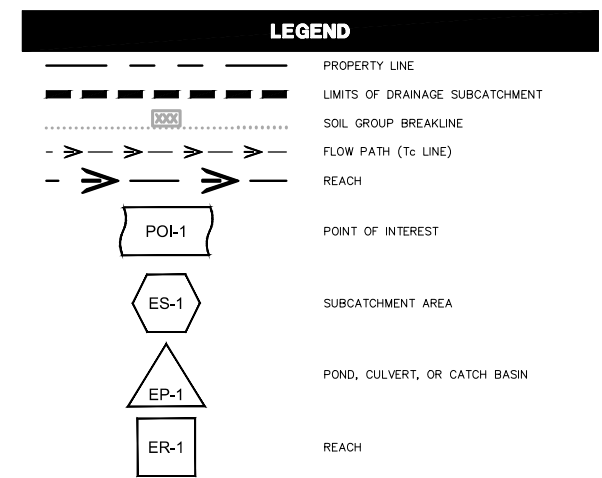 LEGEND
PROPERTY LINE
LIMITS OF DRAINAGE SUBCATCHMENT
XXX
SOIL GROUP BREAKLINE
FLOW PATH (Tc LINE)
REACH
POI-1
POINT OF INTEREST
ES-1
SUBCATCHMENT AREA
EP-1
POND, CULVERT, OR CATCH BASIN
ER-1
REACH